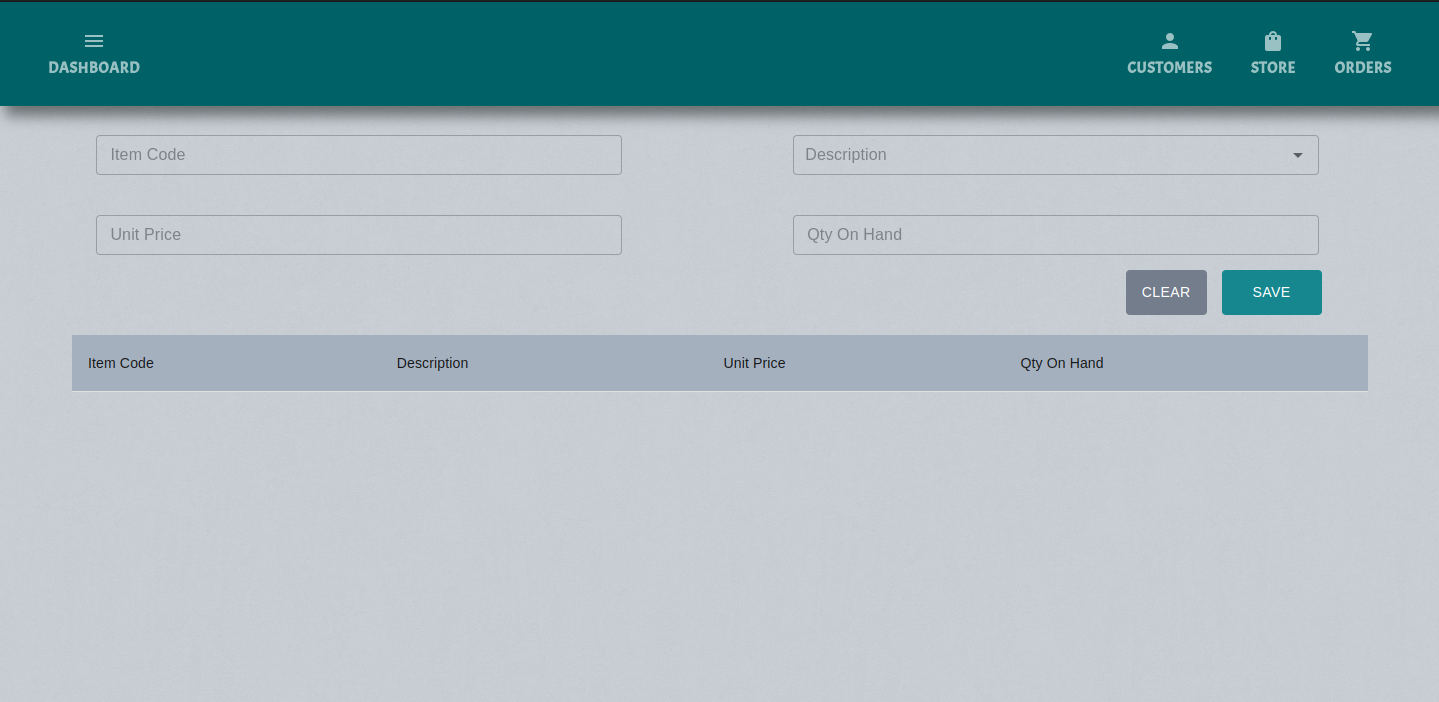 DASHBOARD CUSTOMERS STORE ORDERS
Item Code Description
Unit Price Qty On Hand
CLEAR SAVE
Item Code Description Unit Price Qty On Hand